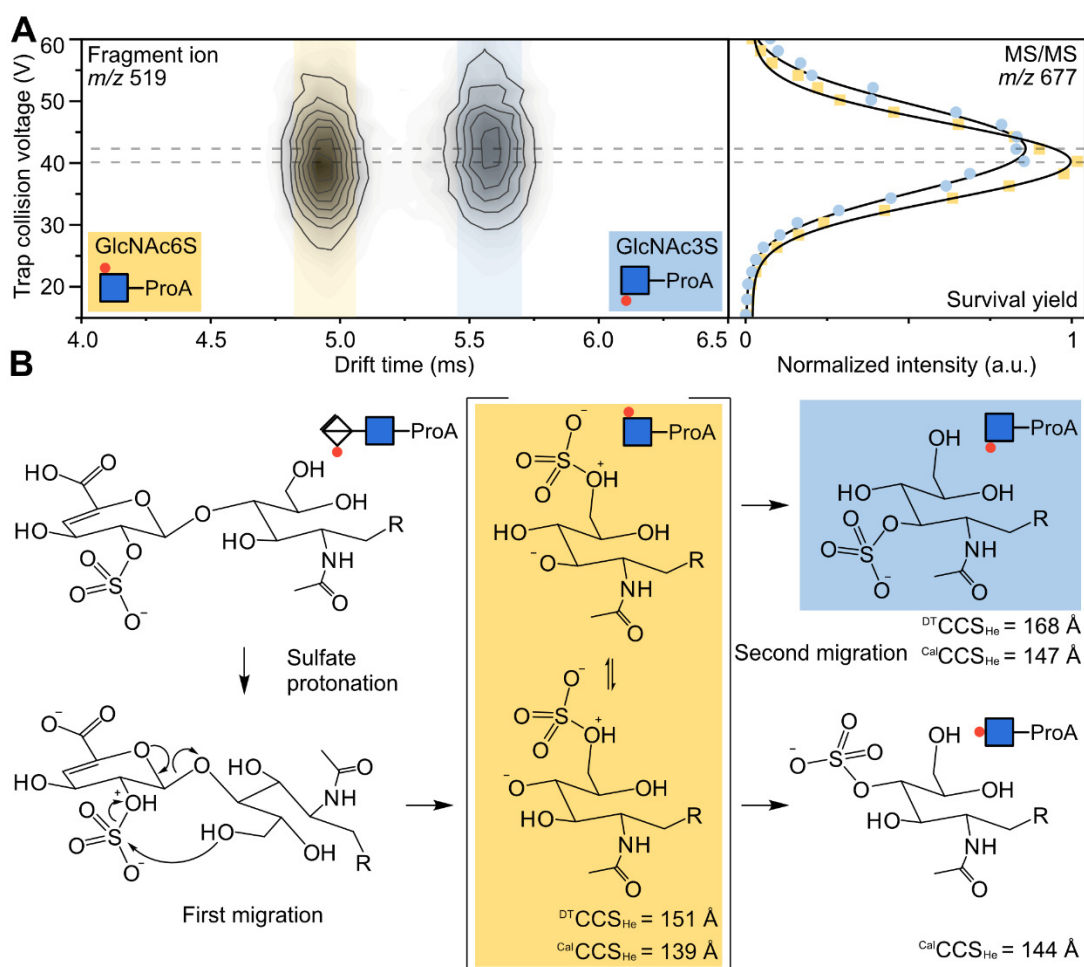 A
60
50
40
30
20
Trap collision voltage (V)
Fragment ion
m/z 519
GlcNAc6S
ProA
GlcNAc3S
ProA
4.0 4.5 5.0 5.5 6.0 6.5
Drift time (ms)
MS/MS
m/z 677
Survival yield
0 1
Normalized intensity (a.u.)
B
ProA
HO O O OH
HO O O HO OH R
O NH
O S O O⁻ O
Sulfate
protonation
⁻O O O
HO O O HO O
OH + NH
O S O HO OH R
O⁻
First migration
ProA
O⁻
O S + OH
O
HO OH
⁻O R
NH
O
O⁻
O S + OH
O
⁻O OH
HO R
NH
O
DTCCSHe = 151 Å
CalCCSHe = 139 Å
Second migration
ProA
OH
HO OH
O O R
O S NH
O⁻ O
DTCCSHe = 168 Å
CalCCSHe = 147 Å
ProA
⁻O O OH
S O
O OH
HO R
NH
O
CalCCSHe = 144 Å